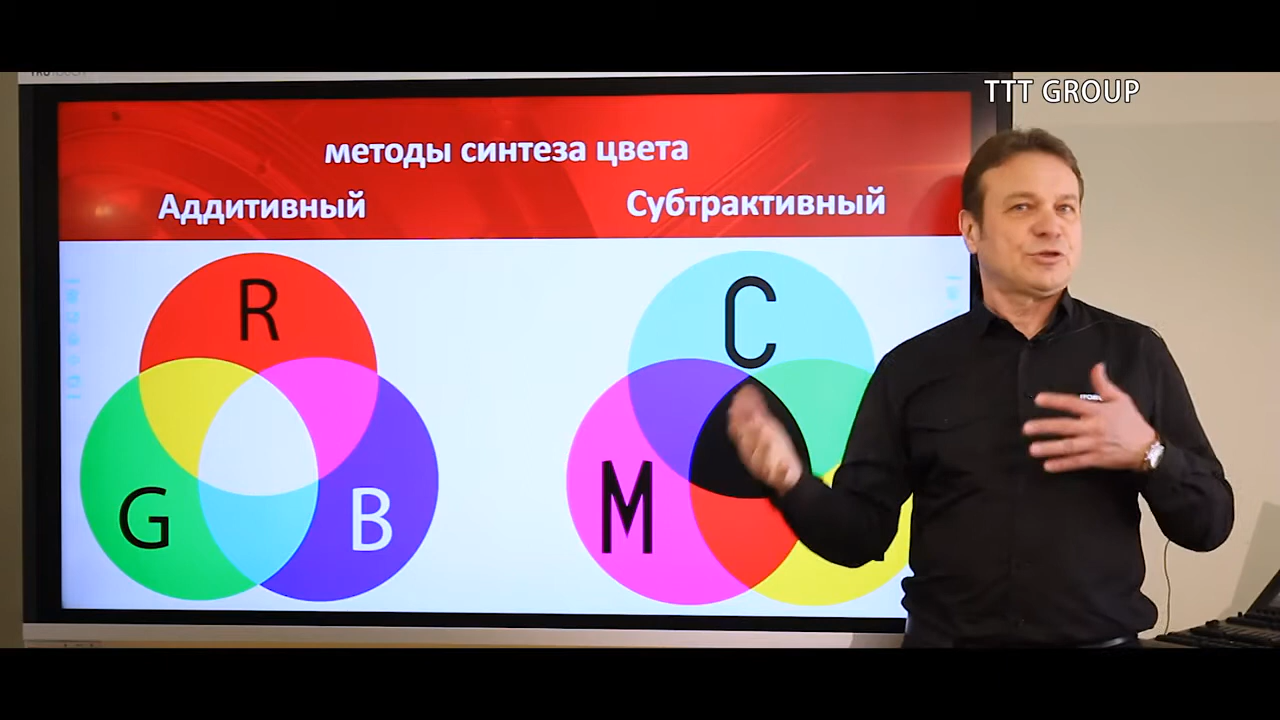 TTT GROUP
методы синтеза цвета
Аддитивный
Субтрактивный
R
G
B
C
M